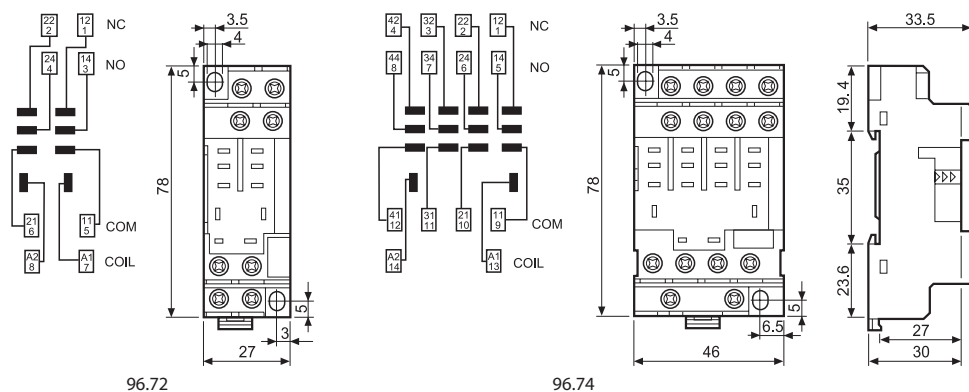 22 12 NC
2 1
24 14 NO
4 3
21 11 COM
6 5
A2 A1 COIL
8 7
3.5
4
5
78
5
3
27
96.72
42 32 22 12 NC
4 3 2 1
44 34 24 14 NO
8 7 6 5
41 31 21 11 COM
12 11 10 9
A2 A1 COIL
14 13
3.5
4
5
78
5
6.5
46
96.74
33.5
19.4
35
23.6
27
30